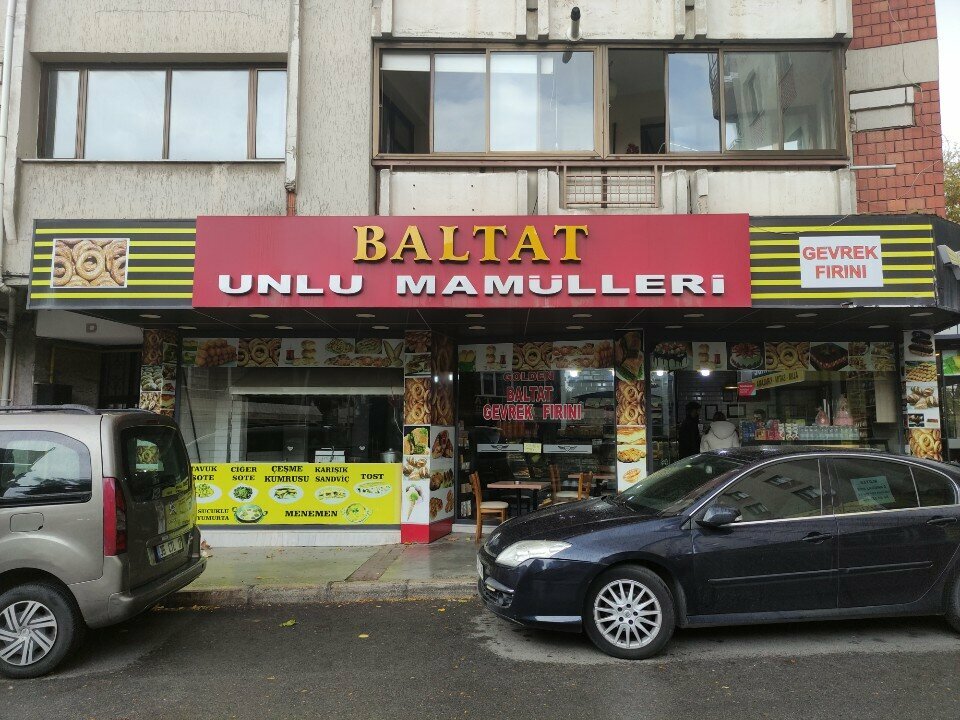 BALTAT
UNLU MAMÜLLERİ
GEVREK
FIRINI
D
GOLDEN
BALTAT
GEVREK FIRINI
TAVUK SOTE
CİĞER SOTE
ÇEŞME KUMRUSU
KARIŞIK SANDVİÇ
TOST
SUCUKLU YUMURTA
MENEMEN